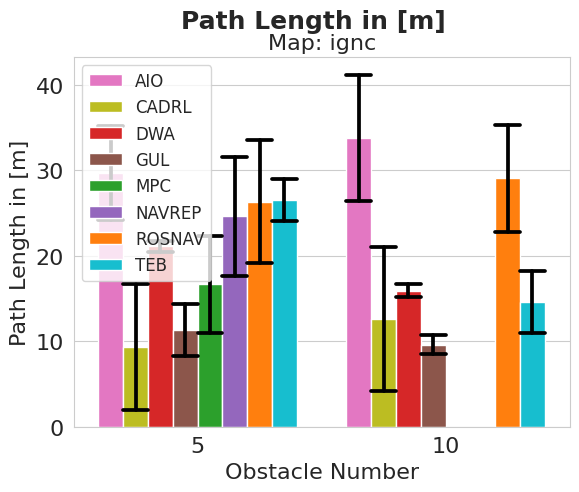 Path Length in [m]
Map: ignc
Path Length in [m]
40
30
20
10
0
AIO
CADRL
DWA
GUL
MPC
NAVREP
ROSNAV
TEB
5
10
Obstacle Number